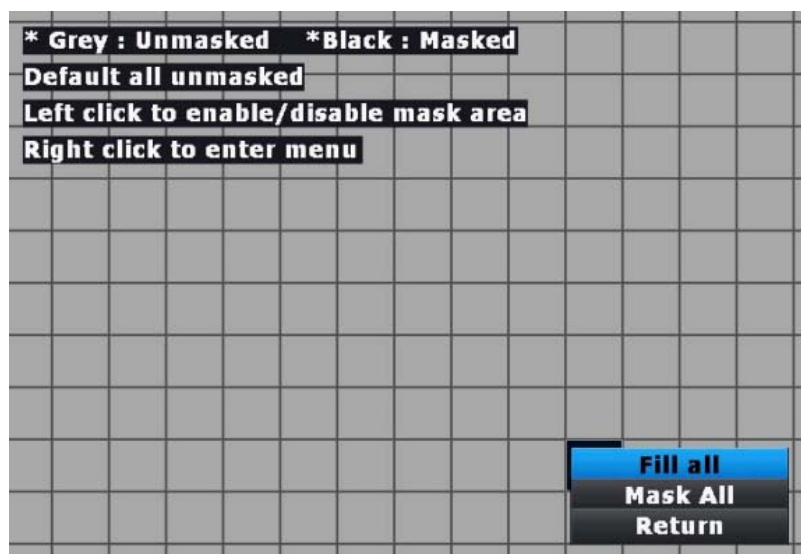 * Grey : Unmasked *Black : Masked
Default all unmasked
Left click to enable/disable mask area
Right click to enter menu
Fill all
Mask All
Return